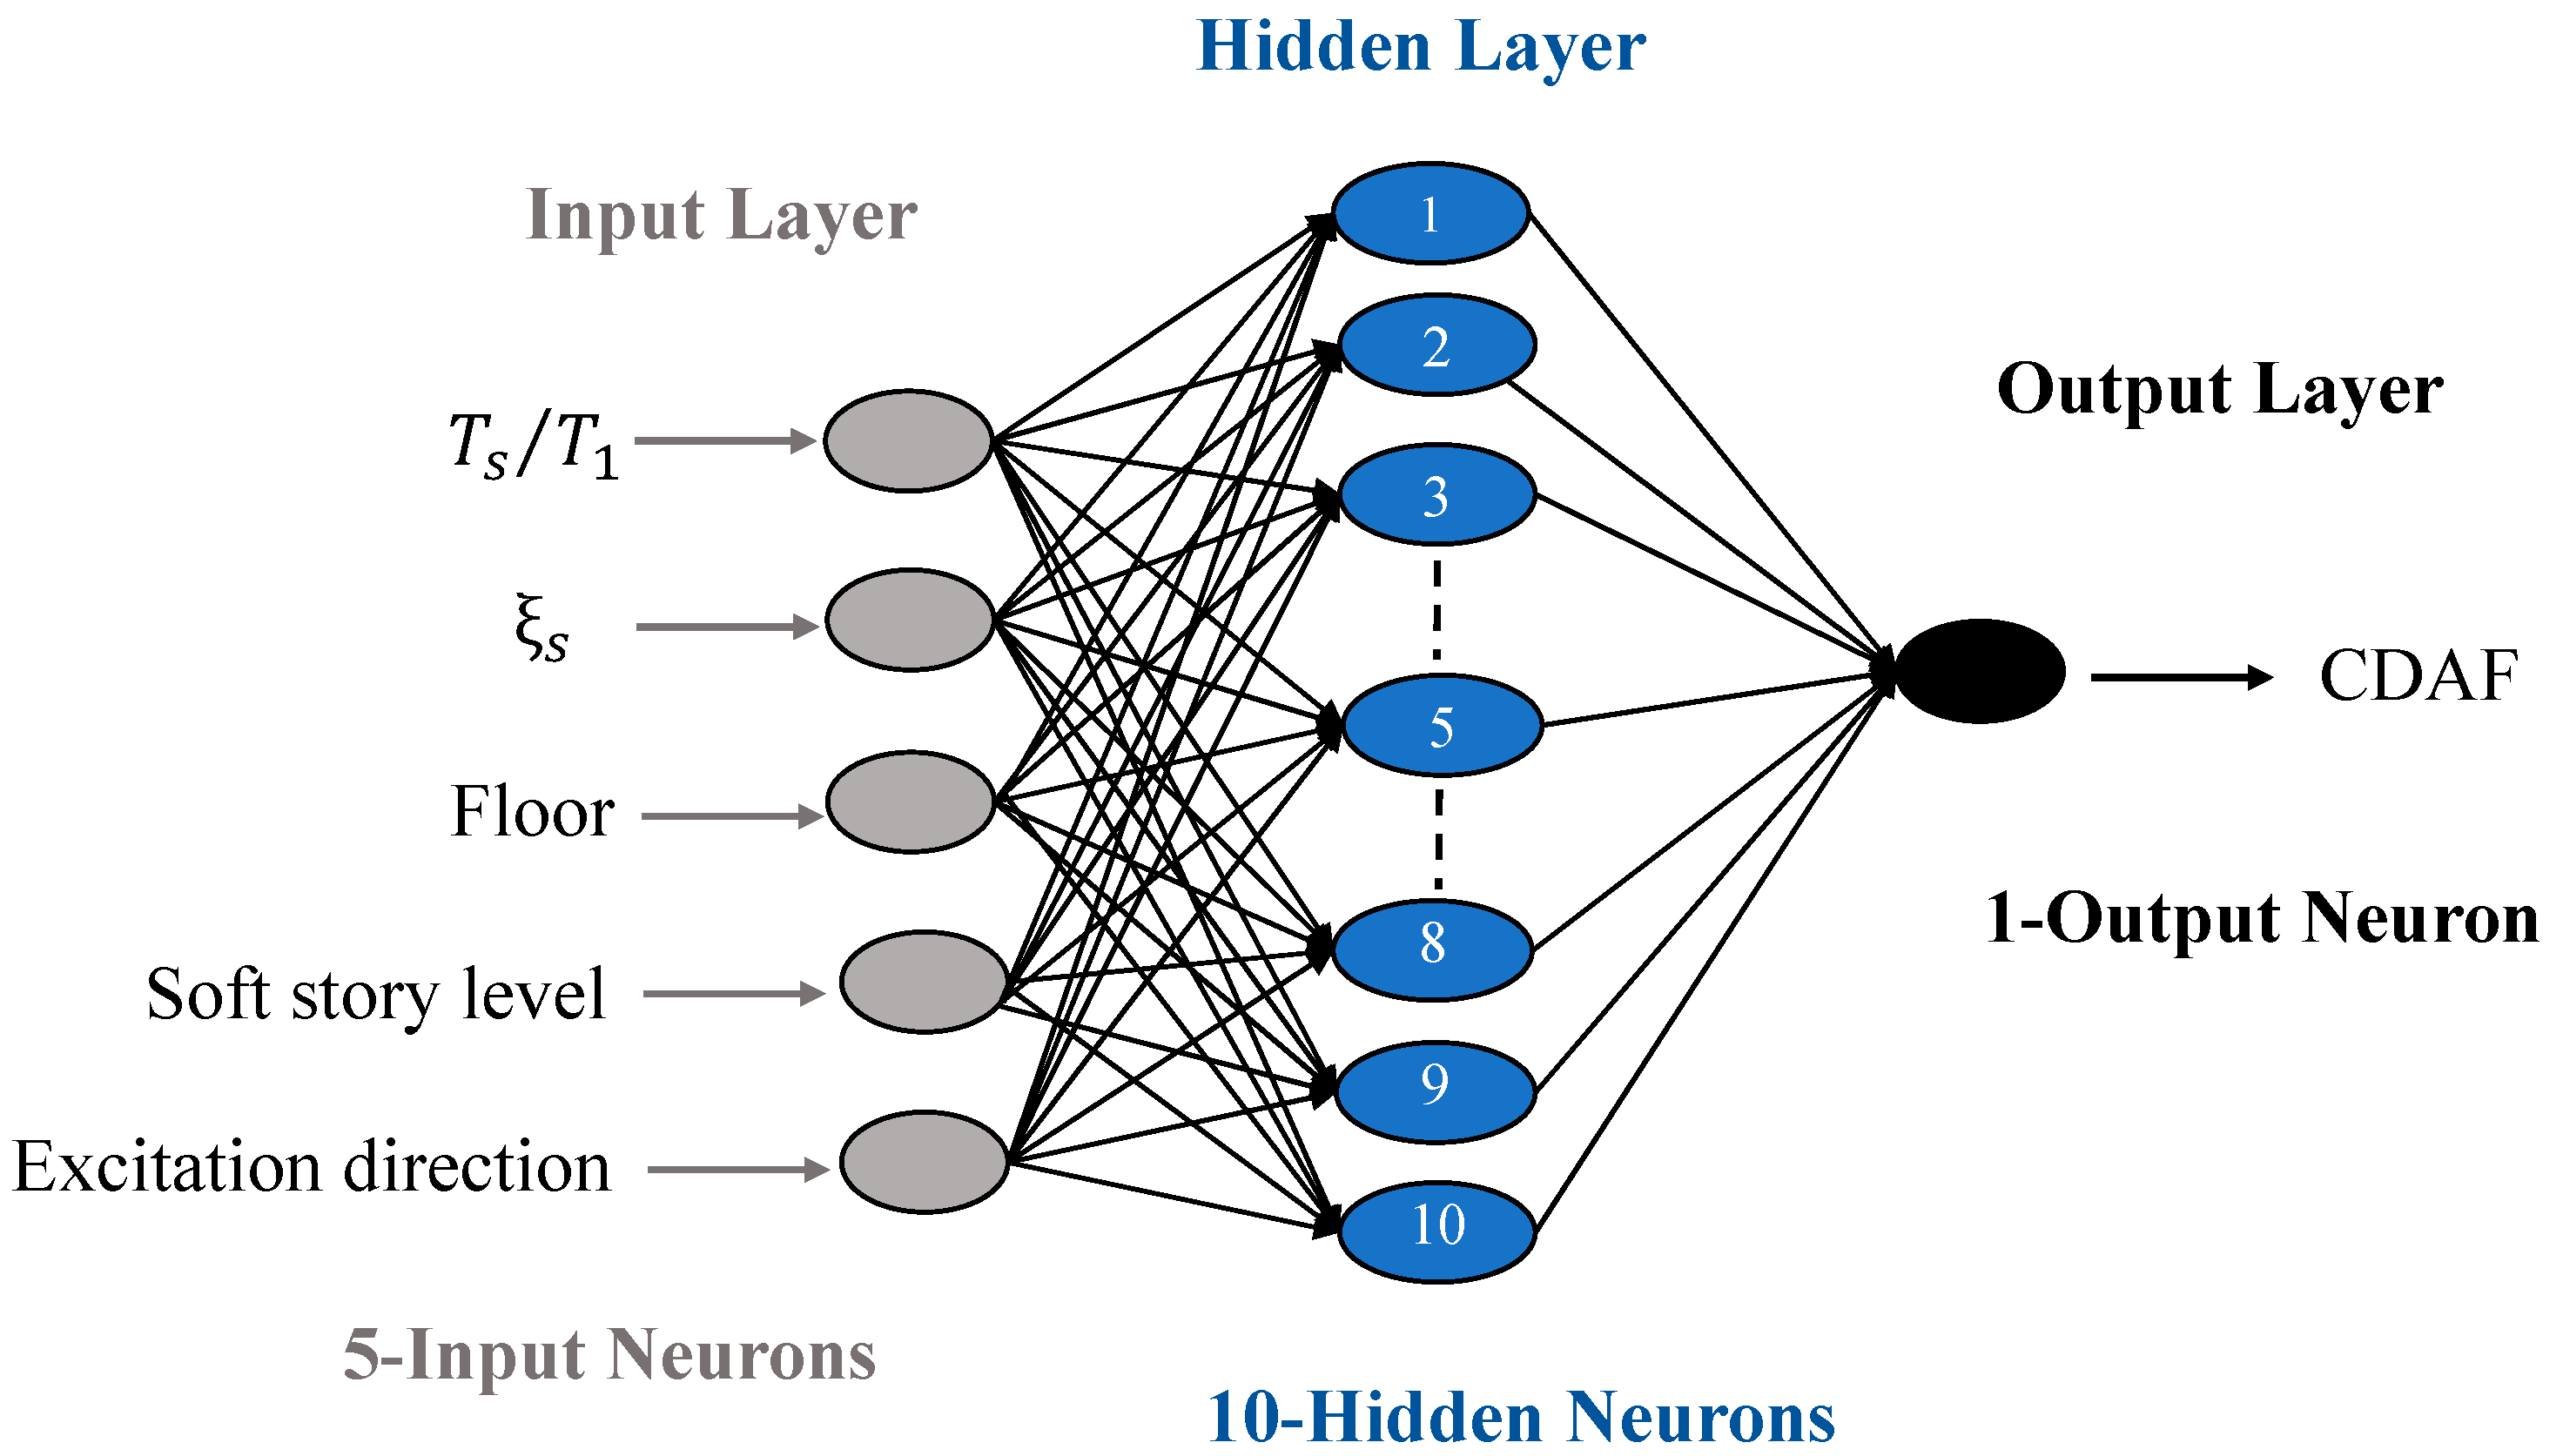 Hidden Layer
Input Layer
Output Layer
T_s/T_1
ξ_s
Floor
Soft story level
Excitation direction
1
2
3
5
8
9
10
CDAF
1-Output Neuron
5-Input Neurons
10-Hidden Neurons